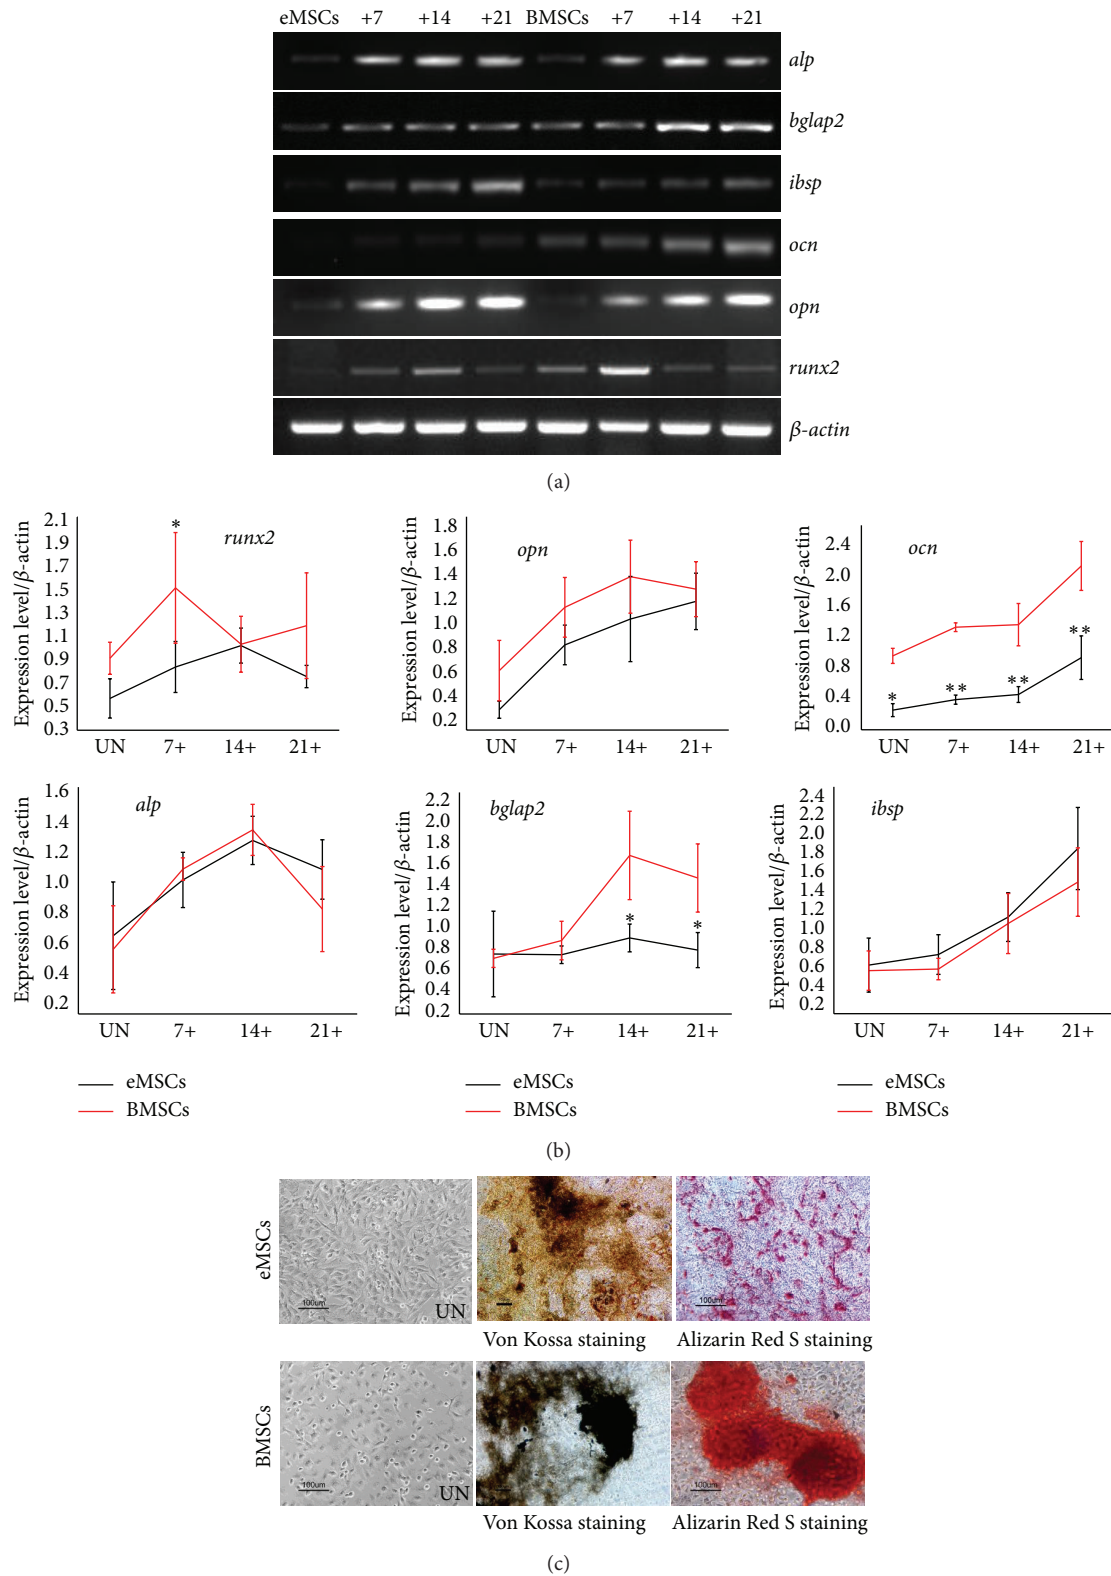 eMSCs +7 +14 +21 BMSCs +7 +14 +21
alp
bglap2
ibsp
ocn
opn
runx2
β-actin
(a)
Expression level/β-actin
2.1
1.9
1.7
1.5
1.3
1.1
0.9
0.7
0.5
0.3
runx2
*
UN 7+ 14+ 21+
Expression level/β-actin
1.8
1.6
1.4
1.2
1.0
0.8
0.6
0.4
0.2
opn
UN 7+ 14+ 21+
Expression level/β-actin
2.4
2.0
1.6
1.2
0.8
0.4
0.0
ocn
* ** ** **
UN 7+ 14+ 21+
Expression level/β-actin
1.6
1.4
1.2
1.0
0.8
0.6
0.4
0.2
alp
UN 7+ 14+ 21+
eMSCs
BMSCs
Expression level/β-actin
2.2
2.0
1.8
1.6
1.4
1.2
1.0
0.8
0.6
0.4
0.2
bglap2
* *
UN 7+ 14+ 21+
eMSCs
BMSCs
Expression level/β-actin
2.4
2.2
2.0
1.8
1.6
1.4
1.2
1.0
0.8
0.6
0.4
0.2
ibsp
UN 7+ 14+ 21+
eMSCs
BMSCs
(b)
eMSCs
100um
UN
100um
Von Kossa staining Alizarin Red S staining
BMSCs
100um
UN
100um
Von Kossa staining Alizarin Red S staining
(c)